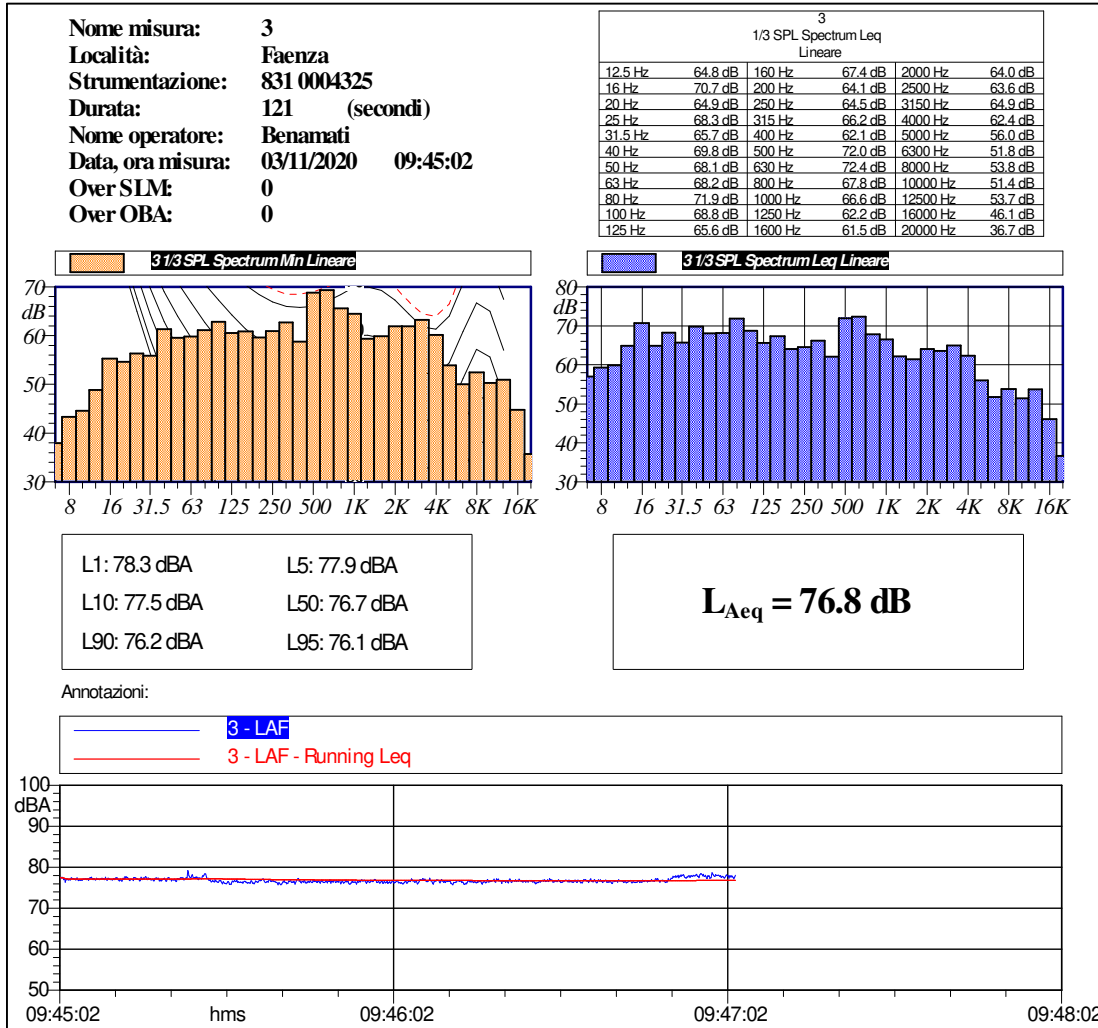 Nome misura: 3
Località: Faenza
Strumentazione: 831 0004325
Durata: 121 (secondi)
Nome operatore: Benamati
Data, ora misura: 03/11/2020 09:45:02
Over SLM: 0
Over OBA: 0
3
1/3 SPL Spectrum Leq
Lineare
12.5 Hz 64.8 dB 160 Hz 67.4 dB 2000 Hz 64.0 dB
16 Hz 70.7 dB 200 Hz 64.1 dB 2500 Hz 63.6 dB
20 Hz 64.9 dB 250 Hz 64.5 dB 3150 Hz 64.9 dB
25 Hz 68.3 dB 315 Hz 66.2 dB 4000 Hz 62.4 dB
31.5 Hz 65.7 dB 400 Hz 62.1 dB 5000 Hz 56.0 dB
40 Hz 69.8 dB 500 Hz 72.0 dB 6300 Hz 51.8 dB
50 Hz 68.1 dB 630 Hz 72.4 dB 8000 Hz 53.8 dB
63 Hz 68.2 dB 800 Hz 67.8 dB 10000 Hz 51.4 dB
80 Hz 71.9 dB 1000 Hz 66.6 dB 12500 Hz 53.7 dB
100 Hz 68.8 dB 1250 Hz 62.2 dB 16000 Hz 46.1 dB
125 Hz 65.6 dB 1600 Hz 61.5 dB 20000 Hz 36.7 dB
3 1/3 SPL Spectrum Min Lineare
70
dB
60
50
40
30
8 16 31.5 63 125 250 500 1K 2K 4K 8K 16K
3 1/3 SPL Spectrum Leq Lineare
80
dB
70
60
50
40
30
8 16 31.5 63 125 250 500 1K 2K 4K 8K 16K
L1: 78.3 dBA L5: 77.9 dBA
L10: 77.5 dBA L50: 76.7 dBA
L90: 76.2 dBA L95: 76.1 dBA
LAeq = 76.8 dB
Annotazioni:
3 - LAF
3 - LAF - Running Leq
100
dBA
90
80
70
60
50
09:45:02 hms 09:46:02 09:47:02 09:48:02